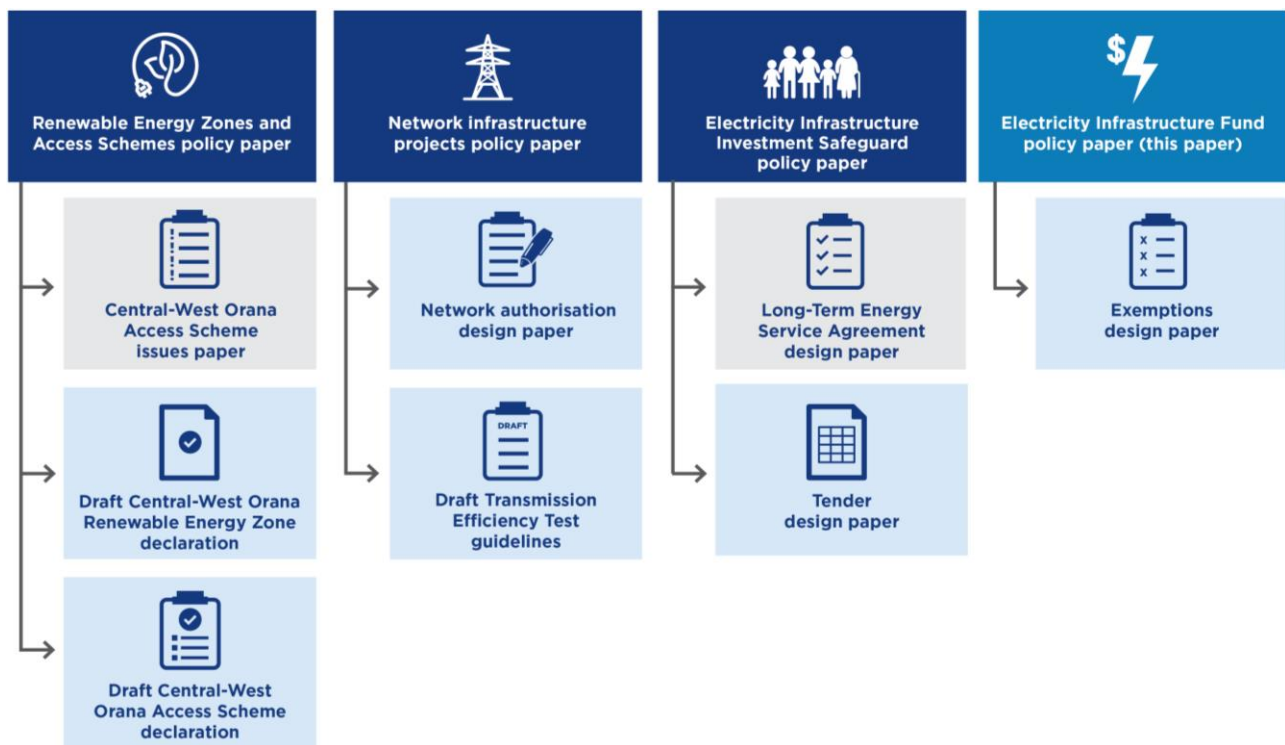 $
Renewable Energy Zones and
Access Schemes policy paper
Central-West Orana
Access Scheme
issues paper
Draft Central-West Orana
Renewable Energy Zone
declaration
Draft Central-West
Orana Access Scheme
declaration
Network infrastructure
projects policy paper
Network authorisation
design paper
DRAFT
Draft Transmission
Efficiency Test
guidelines
Electricity Infrastructure
Investment Safeguard
policy paper
Long-Term Energy
Service Agreement
design paper
Tender
design paper
Electricity Infrastructure Fund
policy paper (this paper)
x
x
x
Exemptions
design paper